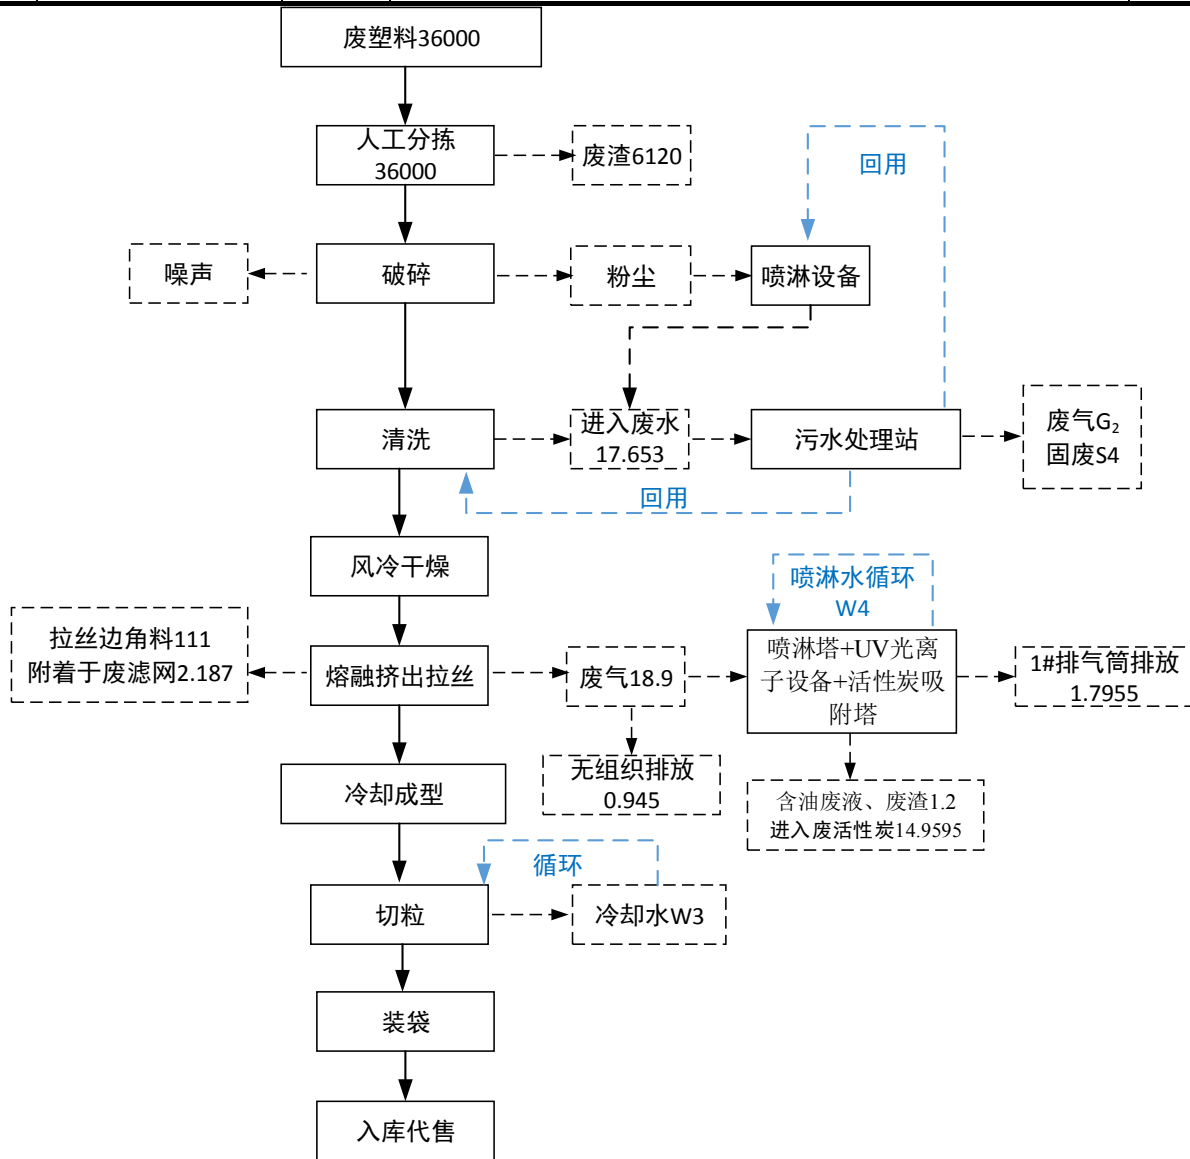 废塑料36000
人工分拣
36000
废渣6120
回用
噪声
破碎
粉尘
喷淋设备
清洗
进入废水
17.653
污水处理站
废气G₂
固废S4
回用
风冷干燥
喷淋水循环
W4
拉丝边角料111
附着于废滤网2.187
熔融挤出拉丝
废气18.9
喷淋塔+UV光离
子设备+活性炭吸
附塔
1#排气筒排放
1.7955
无组织排放
0.945
冷却成型
含油废液、废渣1.2
进入废活性炭14.9595
循环
切粒
冷却水W3
装袋
入库代售